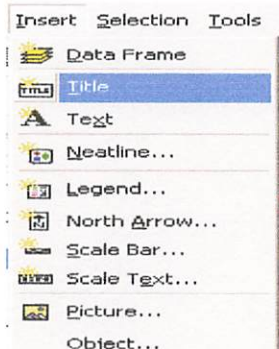 Insert Selection Tools
Data Frame
TITLE Title
A Text
Neatline...
Legend...
North Arrow...
Scale Bar...
Scale Text...
Picture...
Object...